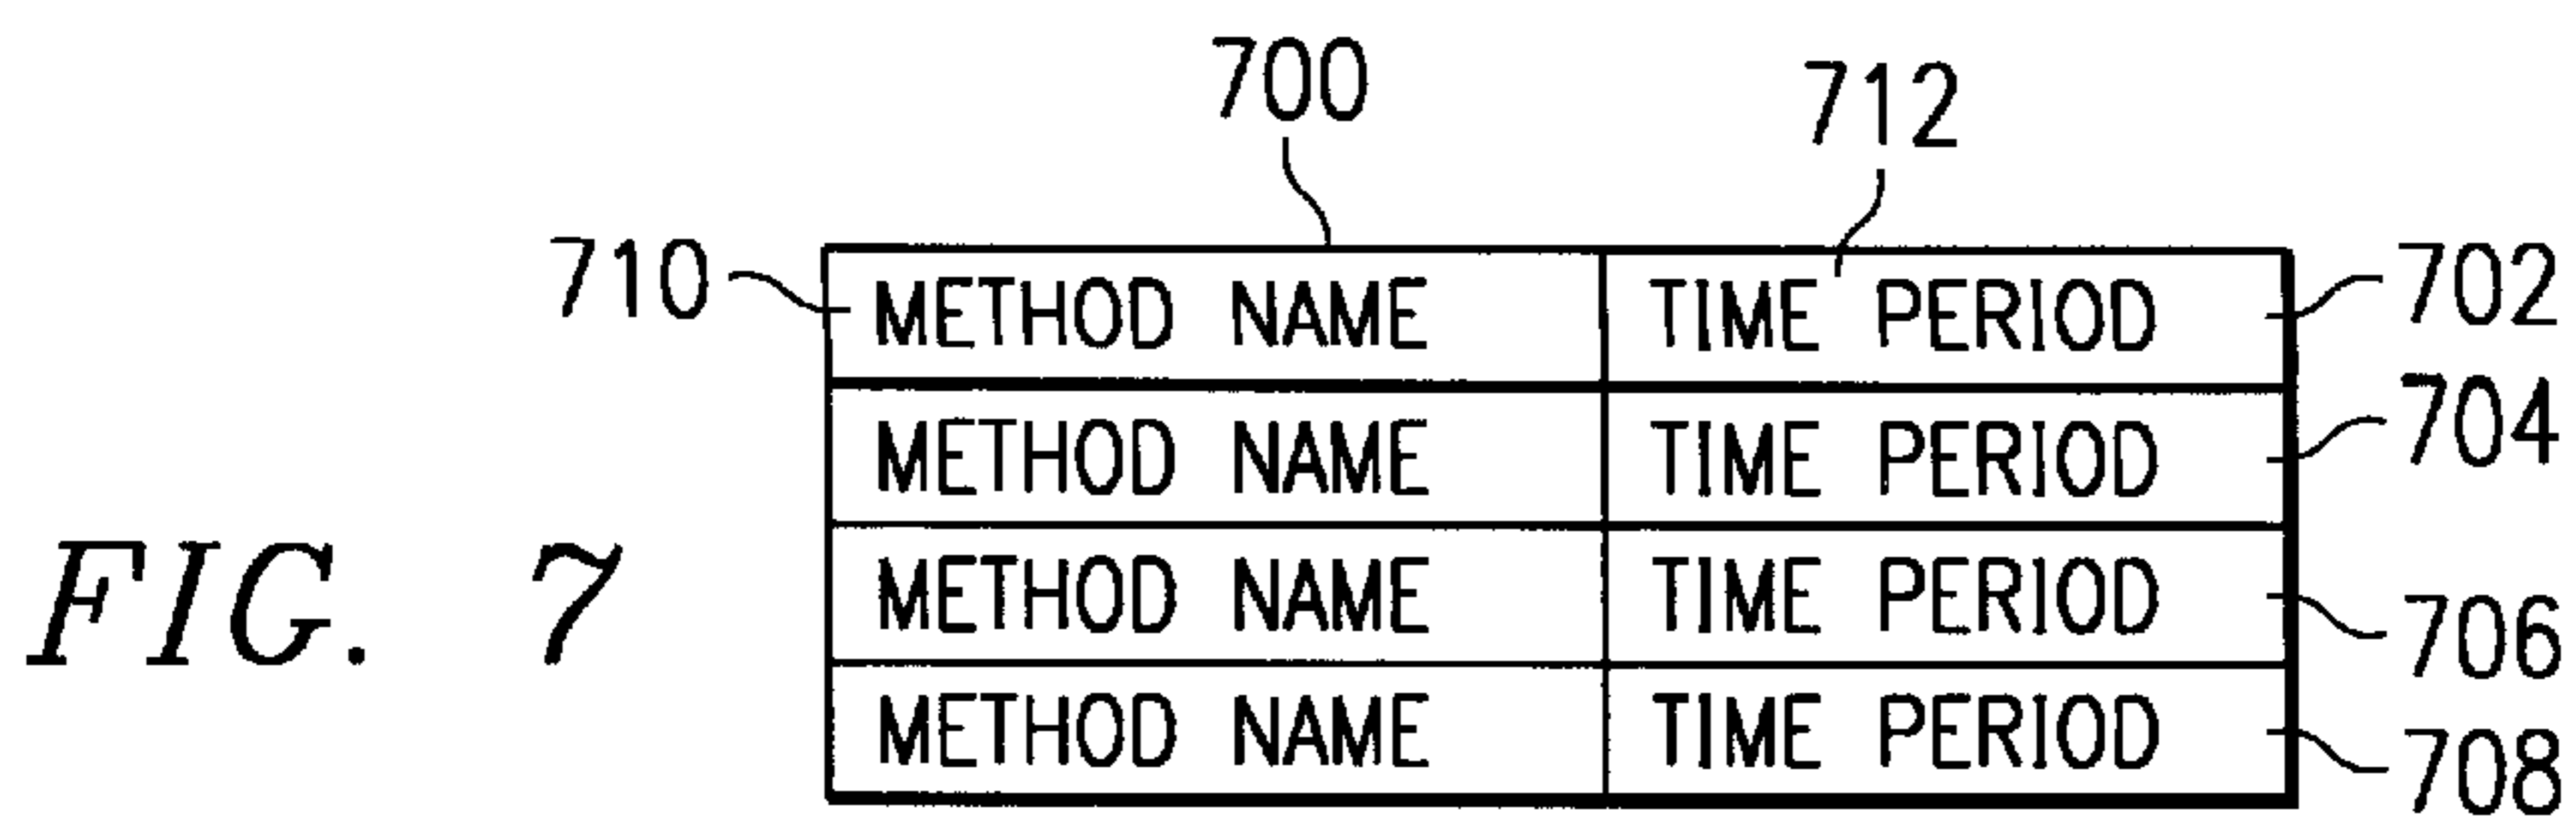 700
712
710 METHOD NAME TIME PERIOD 702
METHOD NAME TIME PERIOD 704
METHOD NAME TIME PERIOD 706
METHOD NAME TIME PERIOD 708
FIG. 7